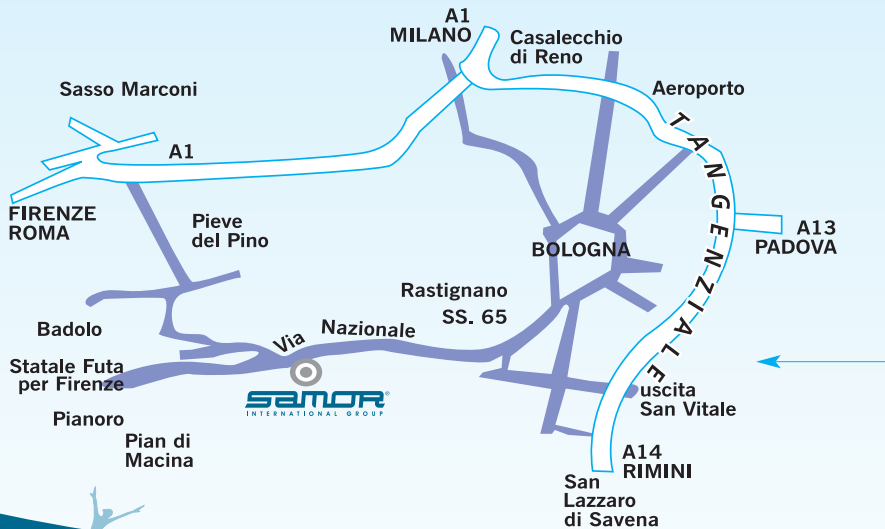 A1
MILANO
Casalecchio
di Reno
Sasso Marconi
Aeroporto
A1
TANGENZIALE
FIRENZE
ROMA
Pieve
del Pino
A13
PADOVA
BOLOGNA
Rastignano
SS. 65
Badolo
Via Nazionale
Statale Futa
per Firenze
SAMOR®
INTERNATIONAL GROUP
uscita
San Vitale
Pianoro
Pian di
Macina
A14
RIMINI
San
Lazzaro
di Savena